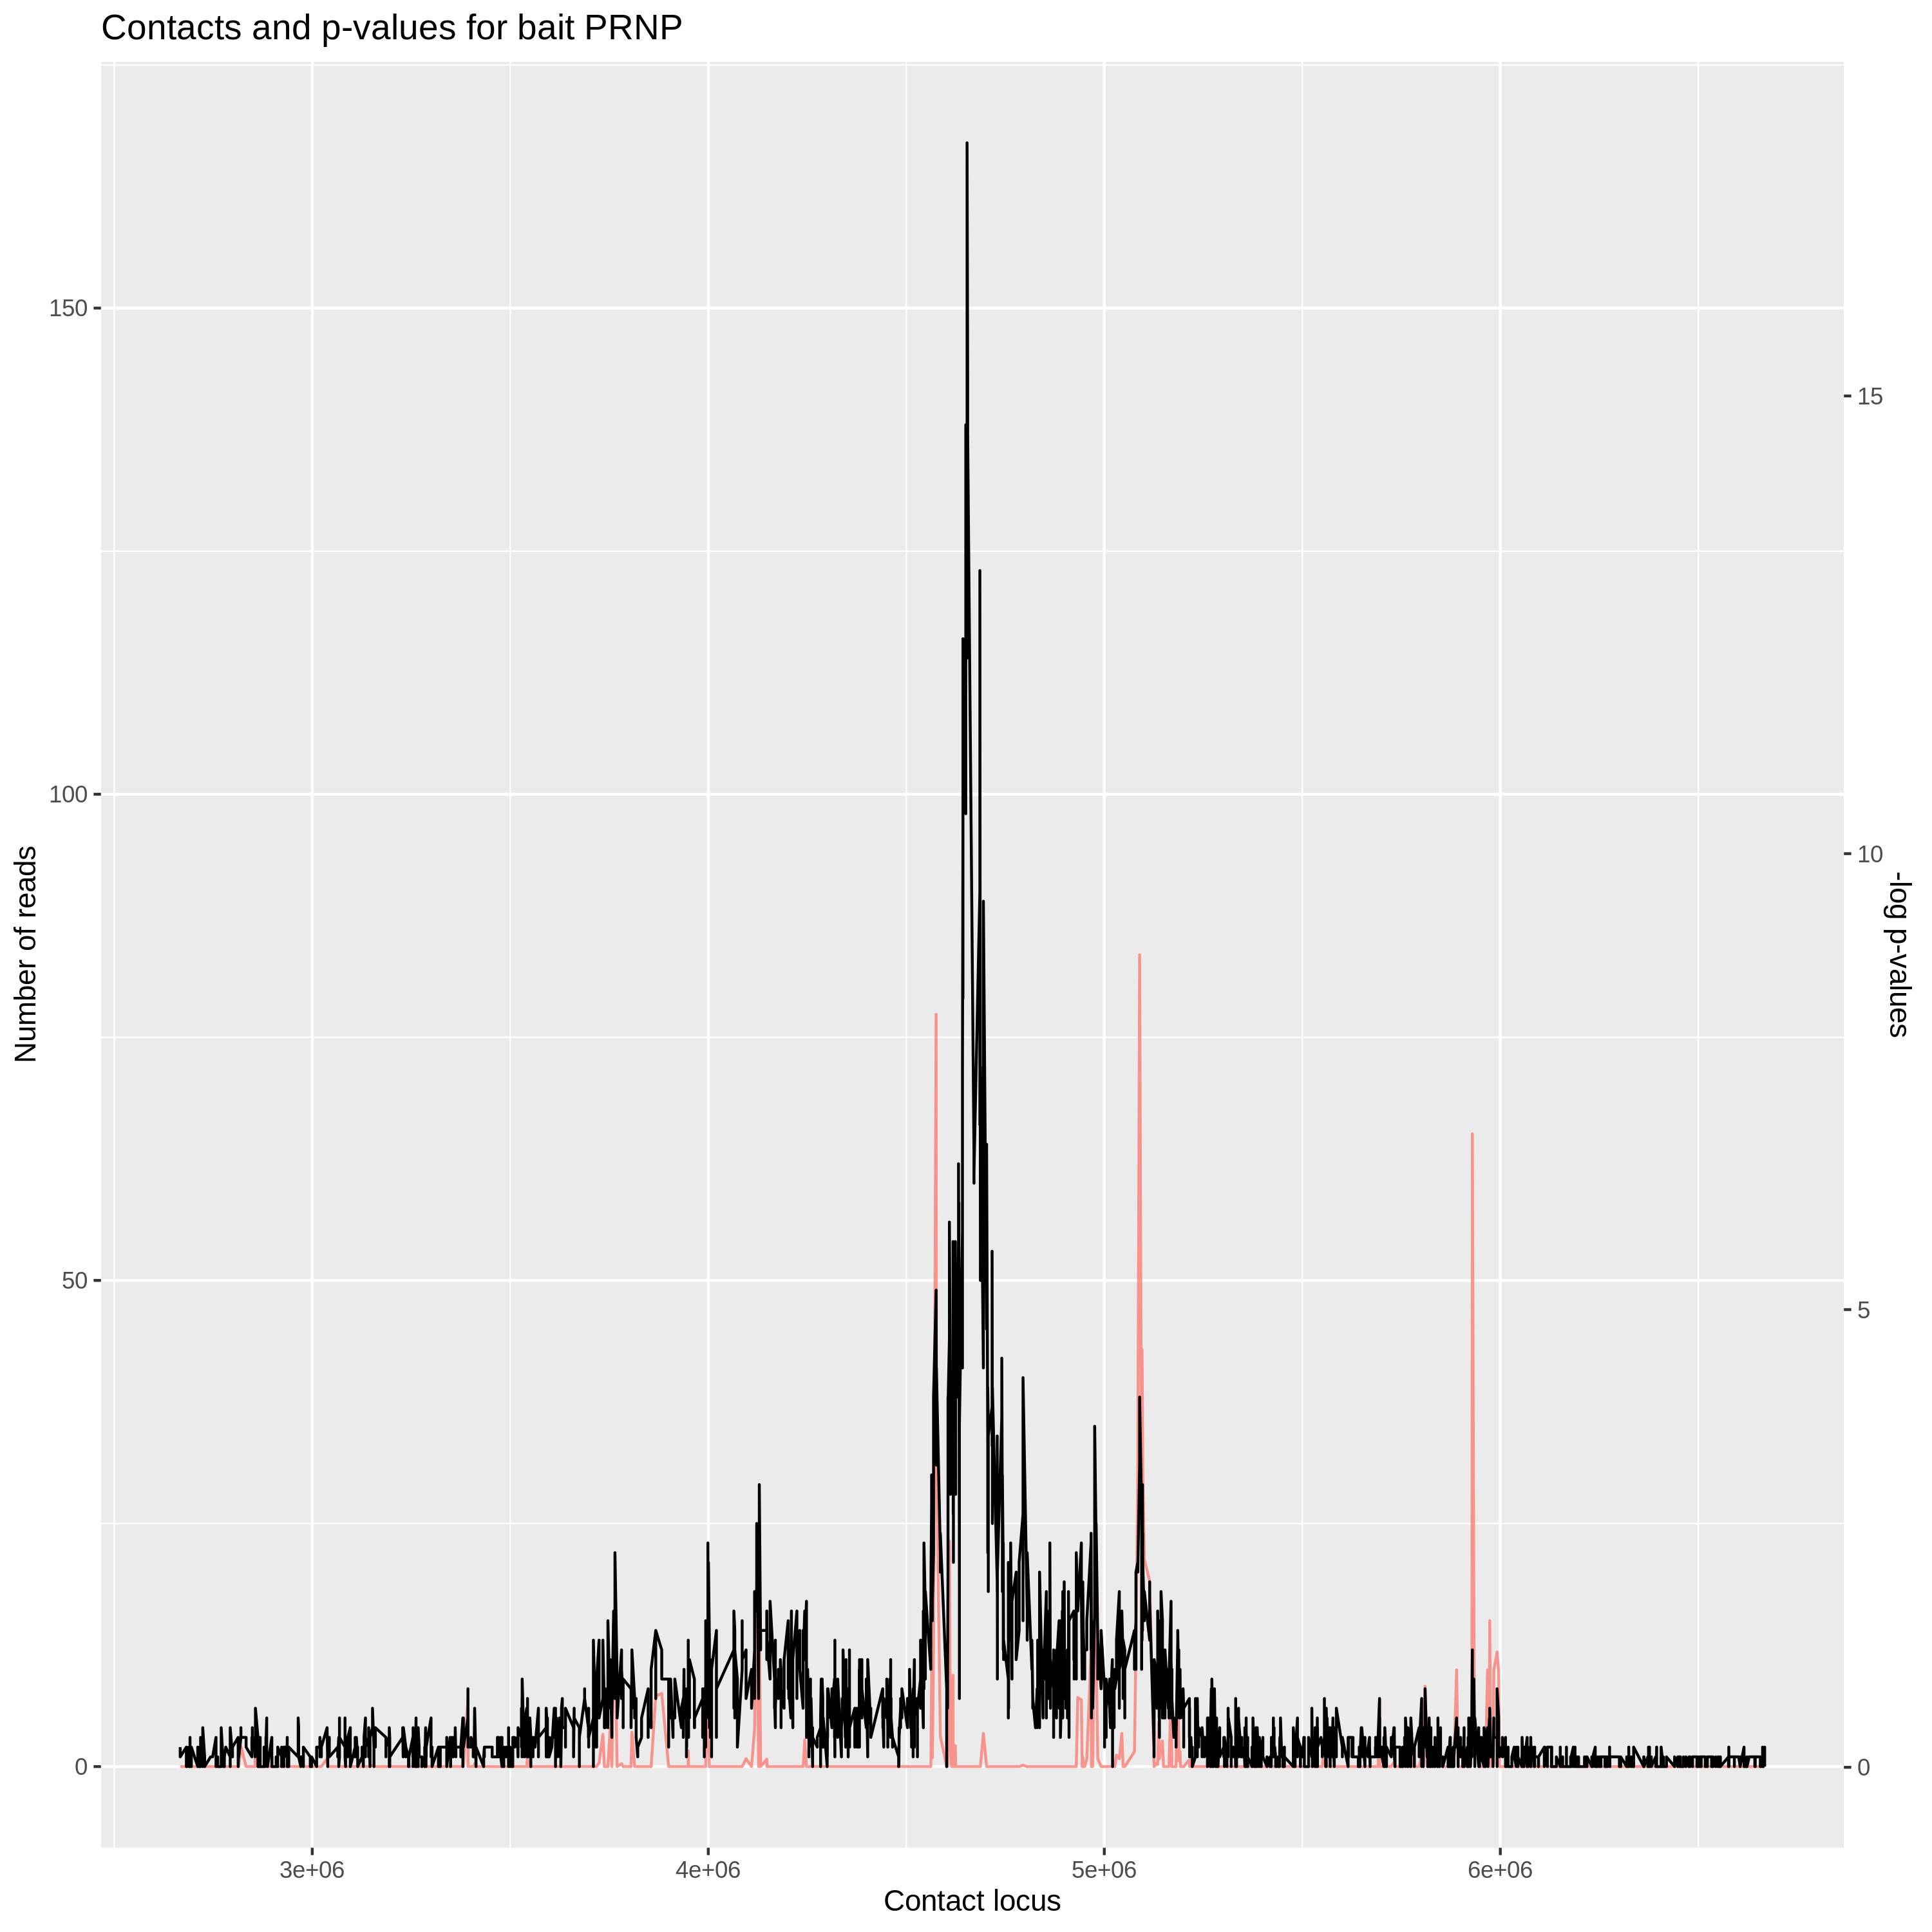 Contacts and p-values for bait PRNP
150
100
50
0
Number of reads
15
10
5
0
-log p-values
3e+06
4e+06
5e+06
6e+06
Contact locus